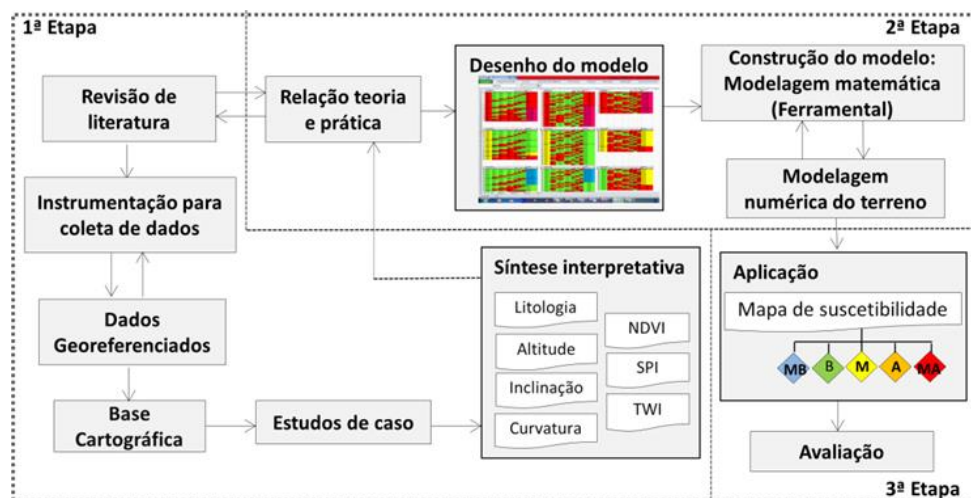 1ª Etapa
2ª Etapa
Revisão de
literatura
Relação teoria
e prática
Desenho do modelo
Construção do modelo:
Modelagem matemática
(Ferramental)
Instrumentação para
coleta de dados
Modelagem
numérica do terreno
Dados
Georeferenciados
Base
Cartográfica
Estudos de caso
Síntese interpretativa
Litologia
Altitude
Inclinação
Curvatura
NDVI
SPI
TWI
Aplicação
Mapa de suscetibilidade
MB
B
M
A
MA
Avaliação
3ª Etapa